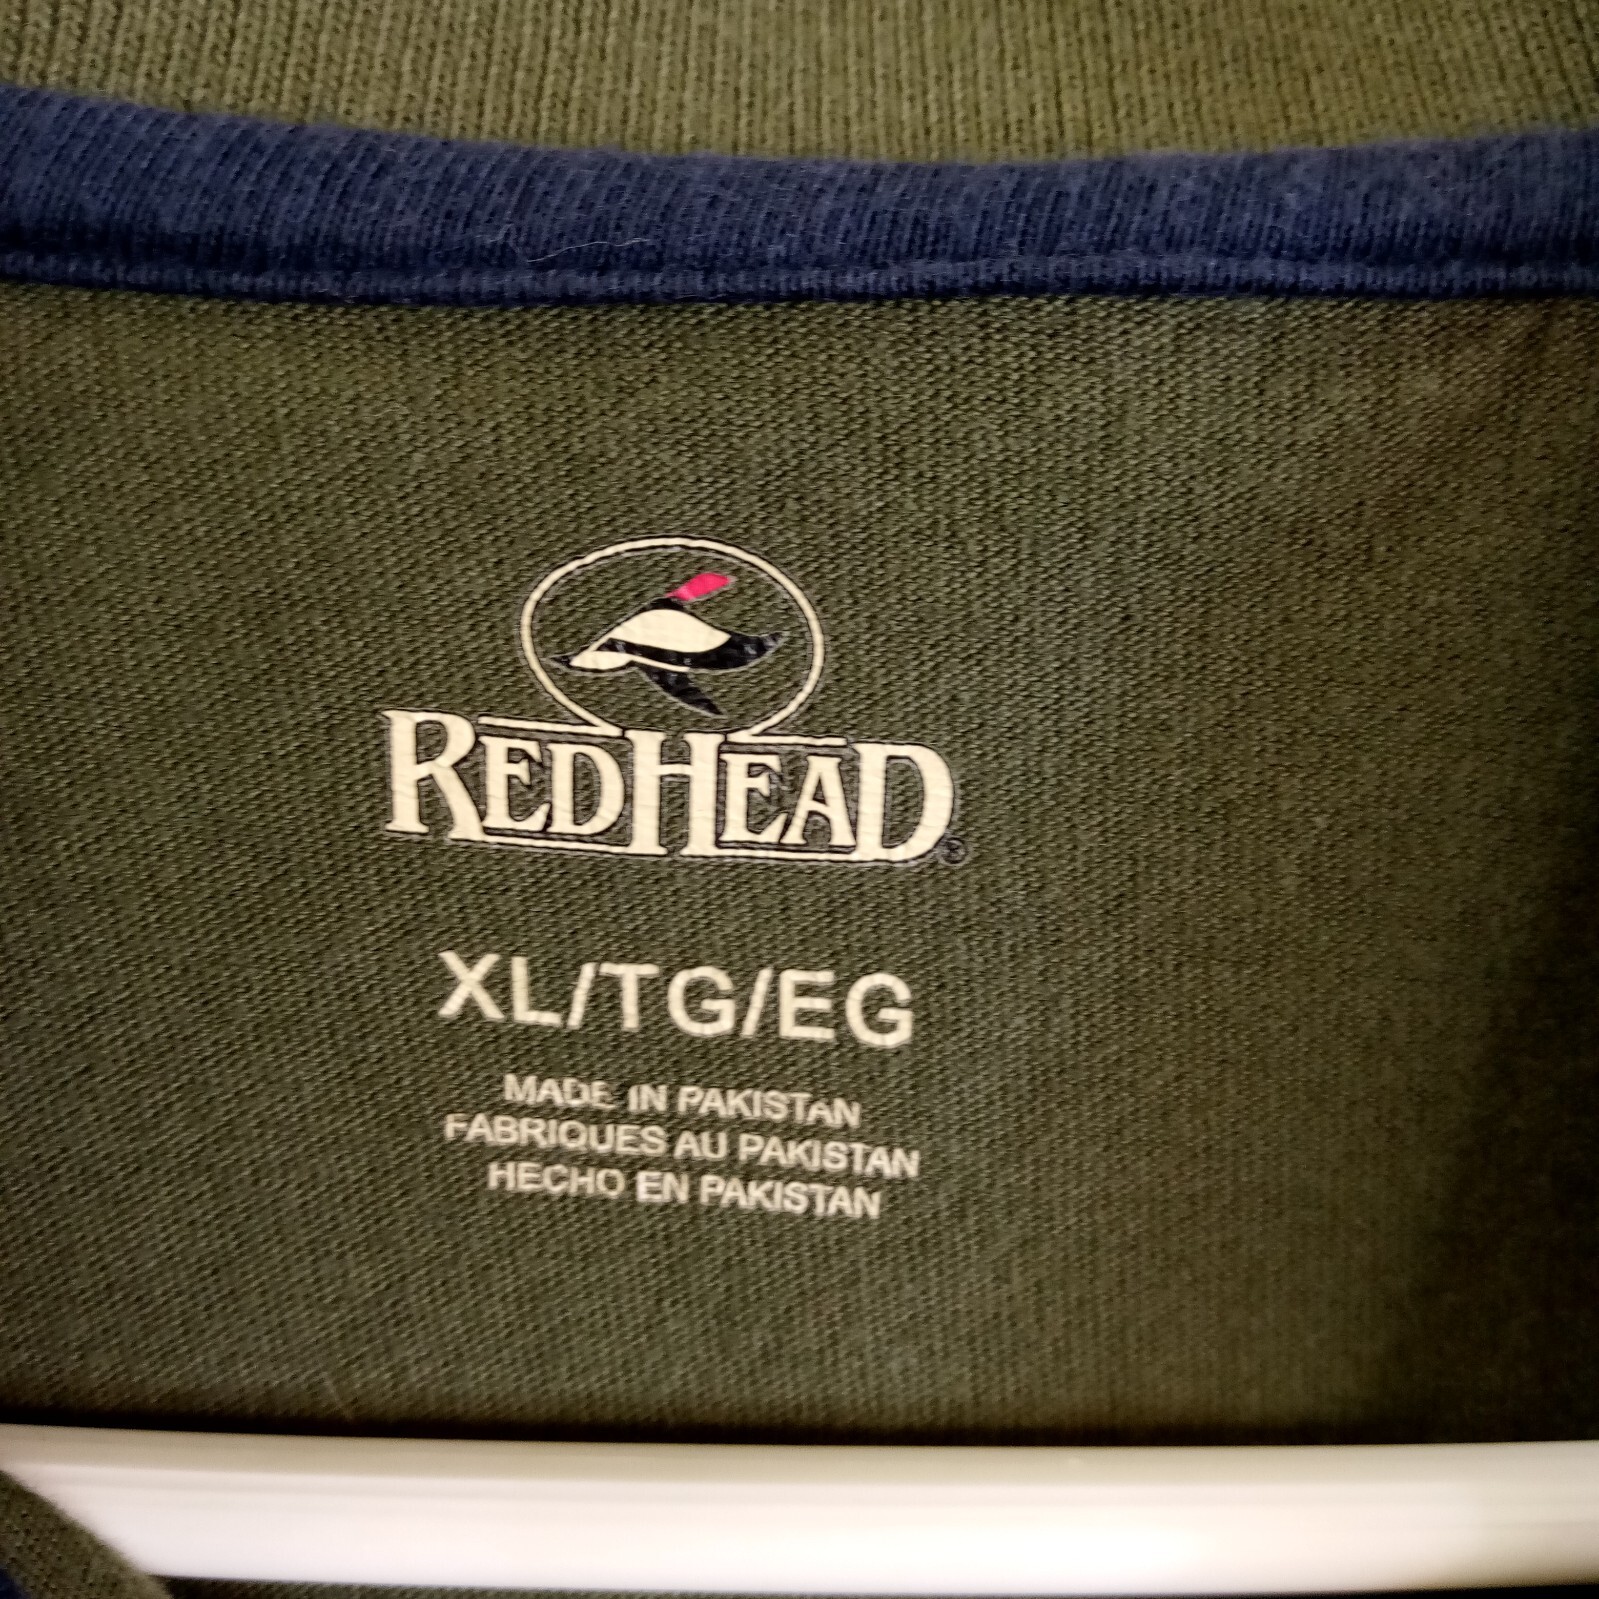 REDHEAD®
XL/TG/EG
MADE IN PAKISTAN
FABRIQUES AU PAKISTAN
HECHO EN PAKISTAN